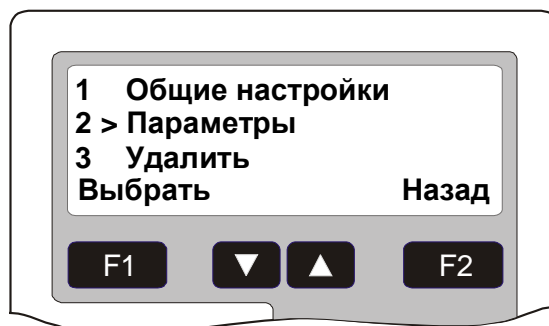 1 Общие настройки
2 > Параметры
3 Удалить
Выбрать Назад
F1 F2